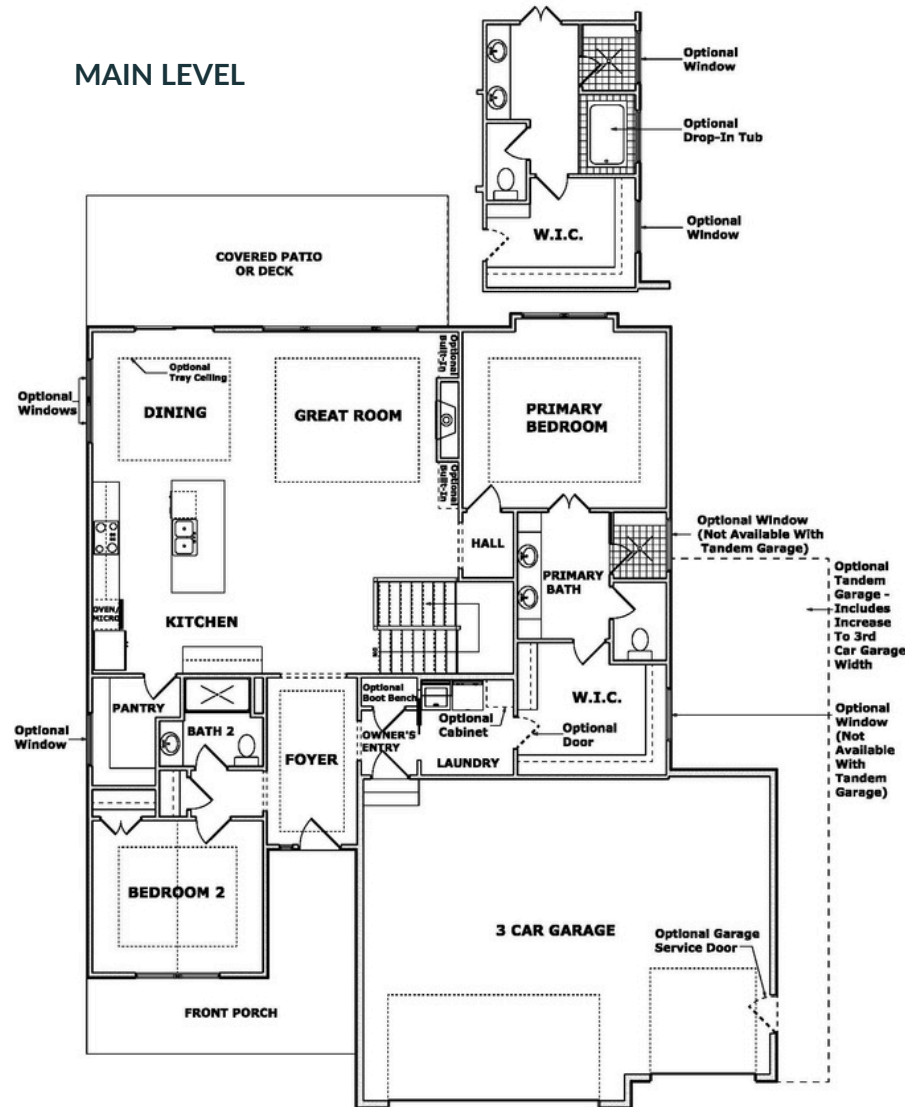 MAIN LEVEL
Optional
Window
Optional
Drop-In Tub
W.I.C.
Optional
Window
COVERED PATIO
OR DECK
Optional
Tray Ceiling
Optional
Windows
DINING
GREAT ROOM
Optional
Built-In
Optional
Built-In
PRIMARY
BEDROOM
HALL
Optional Window
(Not Available With
Tandem Garage)
PRIMARY
BATH
Optional
Tandem
Garage -
Includes
Increase
To 3rd
Car Garage
Width
OVEN/
MICRO
KITCHEN
DN
PANTRY
Optional
Window
BATH 2
FOYER
Optional
Boot Bench
OWNER'S
ENTRY
Optional
Cabinet
LAUNDRY
W.I.C.
Optional
Door
Optional
Window
(Not
Available
With
Tandem
Garage)
BEDROOM 2
3 CAR GARAGE
Optional Garage
Service Door
FRONT PORCH